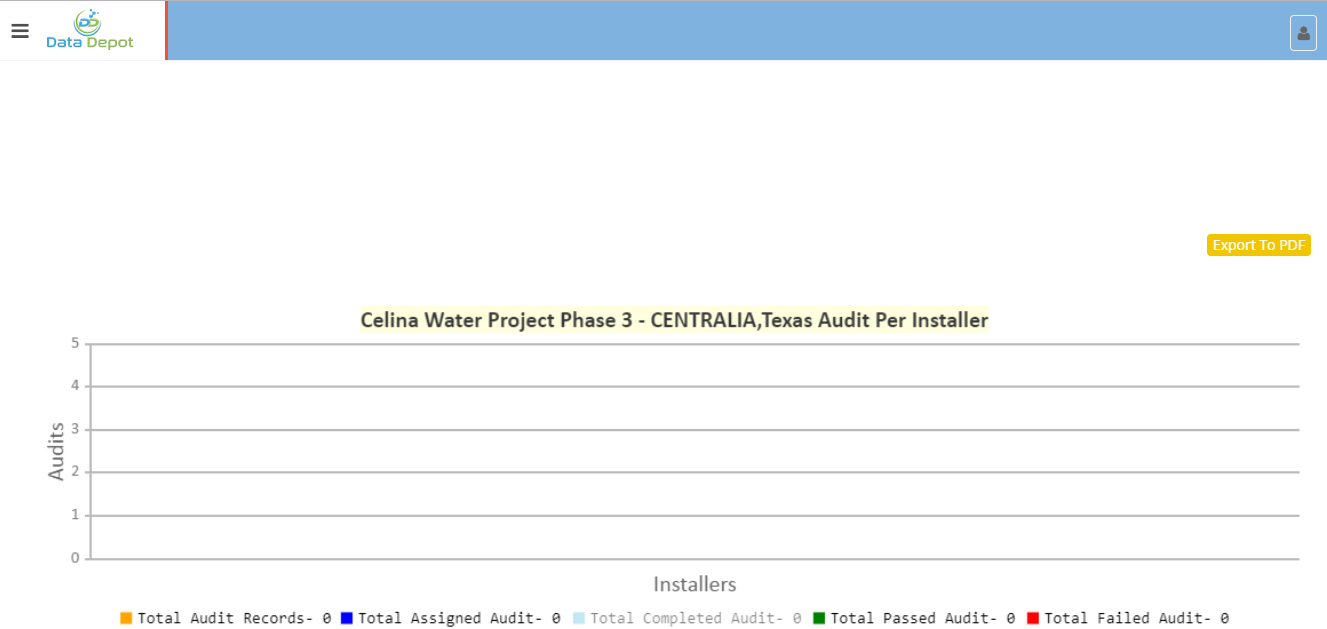 Data Depot
Export To PDF
Celina Water Project Phase 3 - CENTRALIA,Texas Audit Per Installer
5
4
3
2
1
0
Audits
Installers
Total Audit Records- 0 Total Assigned Audit- 0 Total Completed Audit- 0 Total Passed Audit- 0 Total Failed Audit- 0